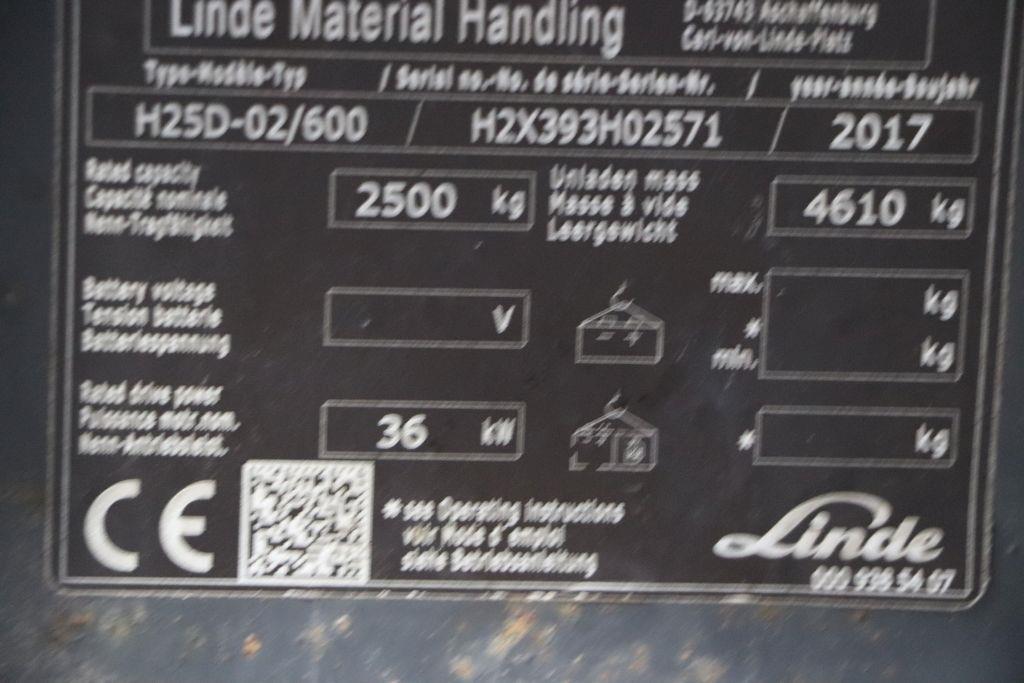 Linde Material Handling
D-63743 Aschaffenburg
Carl-von-Linde-Platz
Type-Modèle-Typ / Serial no.-No. de série-Serien-Nr. / year-année-Baujahr
H25D-02/600 / H2X393H02571 / 2017
Rated capacity
Capacité nominale
Nenn-Tragfähigkeit
2500 kg
Unladen mass
Masse à vide
Leergewicht
4610 kg
Battery voltage
Tension batterie
Batteriespannung
V
max. kg
*
min. kg
Rated drive power
Puissance motr.nom.
Nenn-Antriebsleist.
36 kW
* kg
CE
*see Operating instructions
voir Mode d'emploi
siehe Betriebsanleitung
Linde
000 936 54 07